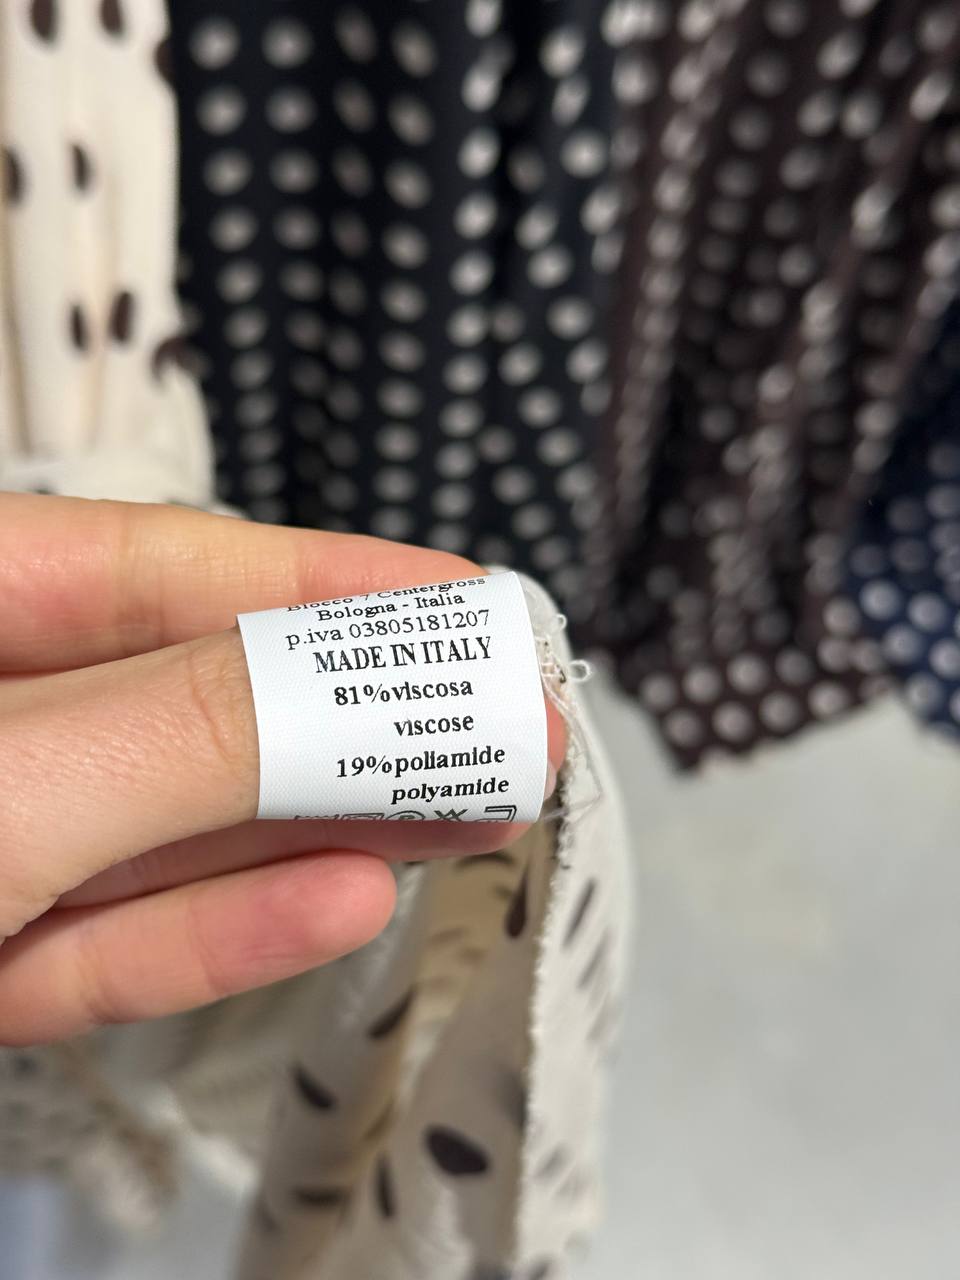 Blocco 7 Centergross
Bologna - Italia
p.iva 03805181207
MADE IN ITALY
81%viscosa
viscose
19%poliamide
polyamide